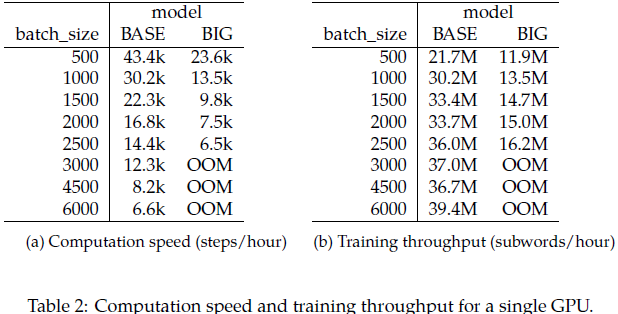 model model
batch_size BASE BIG batch_size BASE BIG
500 43.4k 23.6k 500 21.7M 11.9M
1000 30.2k 13.5k 1000 30.2M 13.5M
1500 22.3k 9.8k 1500 33.4M 14.7M
2000 16.8k 7.5k 2000 33.7M 15.0M
2500 14.4k 6.5k 2500 36.0M 16.2M
3000 12.3k OOM 3000 37.0M OOM
4500 8.2k OOM 4500 36.7M OOM
6000 6.6k OOM 6000 39.4M OOM
(a) Computation speed (steps/hour) (b) Training throughput (subwords/hour)
Table 2: Computation speed and training throughput for a single GPU.